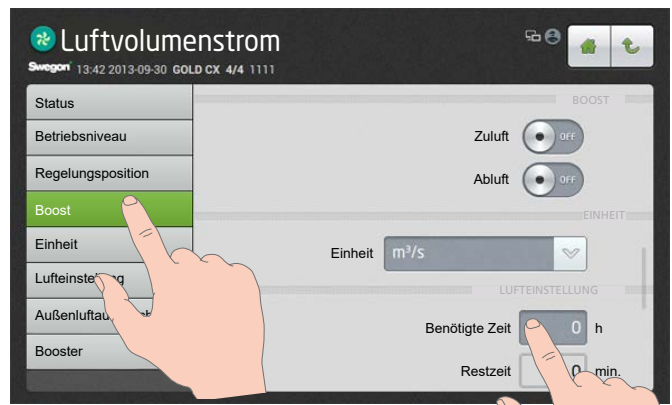 Luftvolumenstrom
Swegon 13:42 2013-09-30 GOLD CX 4/4 1111
Status
Betriebsniveau
Regelungsposition
Boost
Einheit
Booster
BOOST
Zuluft OFF
Abluft OFF
EINHEIT
Einheit m³/s
LUFTEINSTELLUNG
Benötigte Zeit 0 h
Restzeit 0 min.